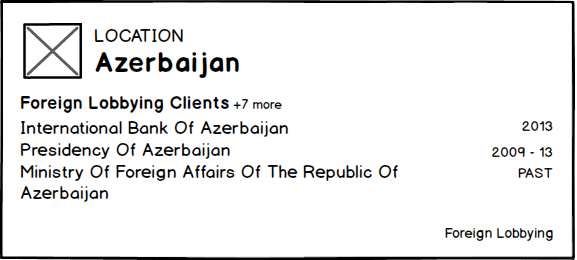 LOCATION
Azerbaijan
Foreign Lobbying Clients +7 more
International Bank Of Azerbaijan 2013
Presidency Of Azerbaijan 2009 - 13
Ministry Of Foreign Affairs Of The Republic Of PAST
Azerbaijan
Foreign Lobbying